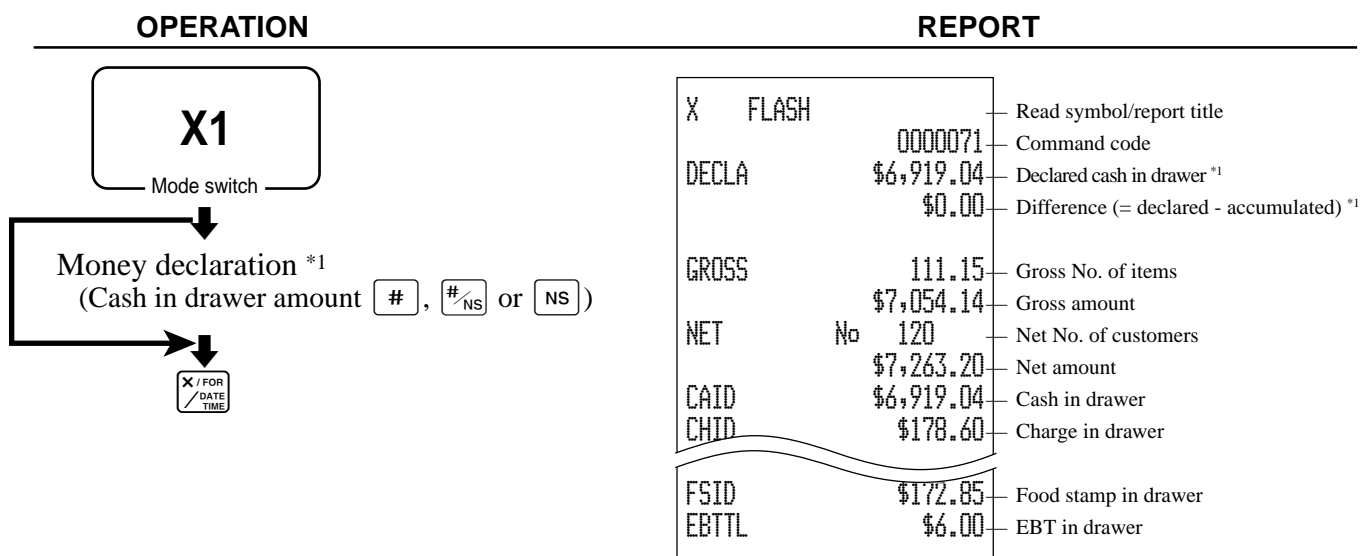 OPERATION
REPORT
X1
Mode switch
Money declaration *1
(Cash in drawer amount #, #/NS or NS)
X / FOR
DATE
TIME
X FLASH Read symbol/report title
0000071 Command code
DECLA $6,919.04 Declared cash in drawer *1
$0.00 Difference (= declared - accumulated) *1
GROSS 111.15 Gross No. of items
$7,054.14 Gross amount
NET No 120 Net No. of customers
$7,263.20 Net amount
CAID $6,919.04 Cash in drawer
CHID $178.60 Charge in drawer
FSID $172.85 Food stamp in drawer
EBTTL $6.00 EBT in drawer